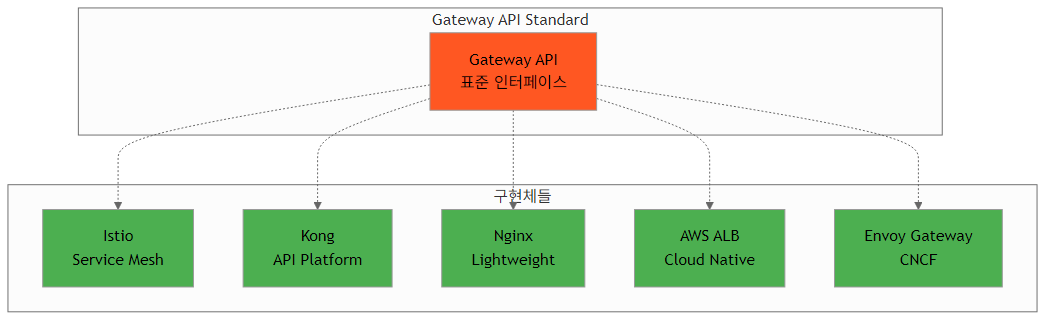 Gateway API Standard
Gateway API
표준 인터페이스
구현체들
Istio
Service Mesh
Kong
API Platform
Nginx
Lightweight
AWS ALB
Cloud Native
Envoy Gateway
CNCF